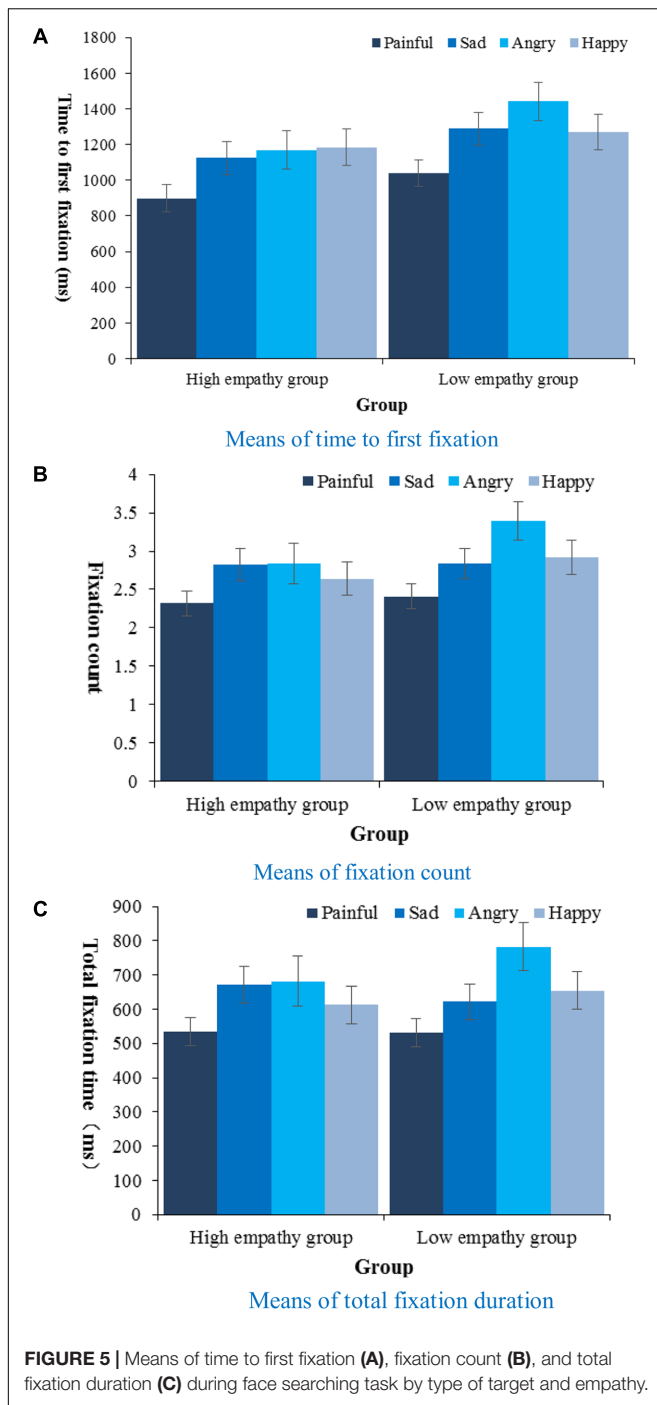 A
1800
1600
1400
1200
1000
800
600
400
200
0
Time to first fixation (ms)
Painful Sad Angry Happy
High empathy group Low empathy group
Group
Means of time to first fixation
B
4
3.5
3
2.5
2
1.5
1
0.5
0
Fixation count
Painful Sad Angry Happy
High empathy group Low empathy group
Group
Means of fixation count
C
900
800
700
600
500
400
300
200
100
0
Total fixation time (ms)
Painful Sad Angry Happy
High empathy group Low empathy group
Group
Means of total fixation duration
FIGURE 5 | Means of time to first fixation (A), fixation count (B), and total
fixation duration (C) during face searching task by type of target and empathy.